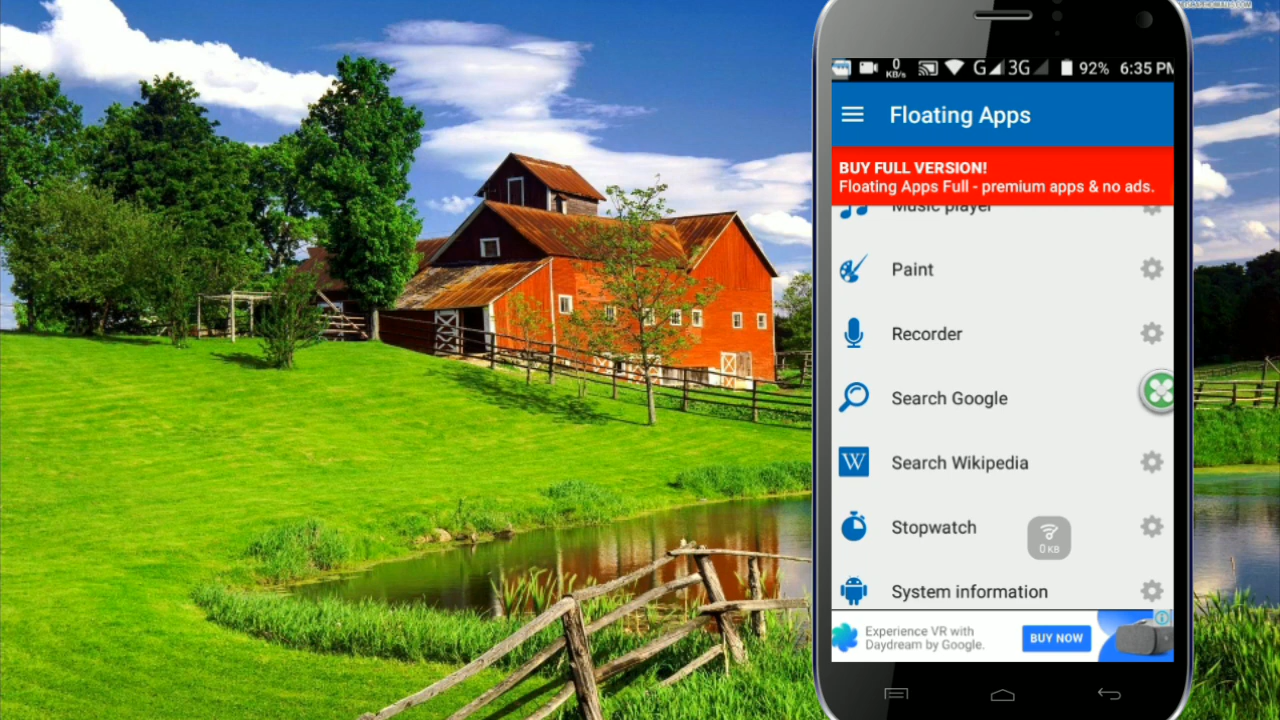 0
KB/s
G 3G 92% 6:35 PM
Floating Apps
BUY FULL VERSION!
Floating Apps Full - premium apps & no ads.
Music player
Paint
Recorder
Search Google
W Search Wikipedia
Stopwatch
0 KB
System information
Experience VR with
Daydream by Google.
BUY NOW